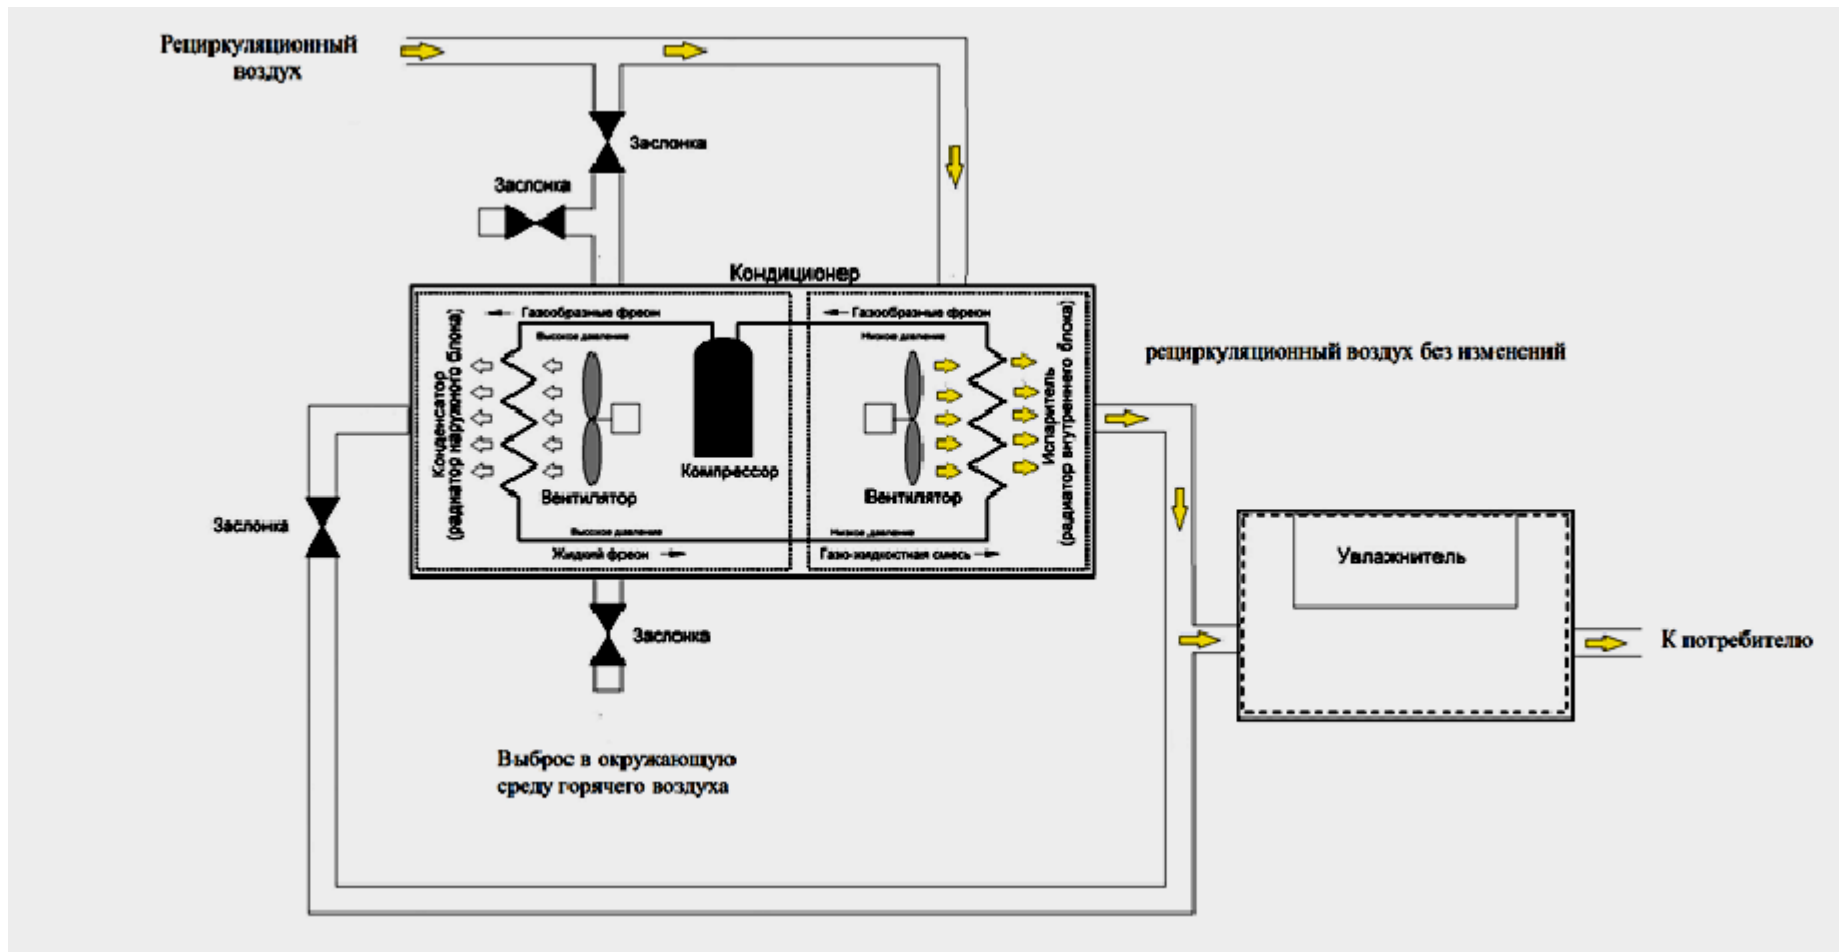 Рециркуляционный
воздух
Заслонка
Заслонка
Кондиционер
Газообразные фреон
Газообразные фреон
Высокое давление
Низкое давление
Конденсатор
(радиатор наружного блока)
Испаритель
(радиатор внутреннего блока)
рециркуляционный воздух без изменений
Компрессор
Вентилятор
Вентилятор
Заслонка
Высокое давление
Низкое давление
Жидкий фреон
Газо-жидкостная смесь
Увлажнитель
Заслонка
К потребителю
Выброс в окружающую
среду горячего воздуха